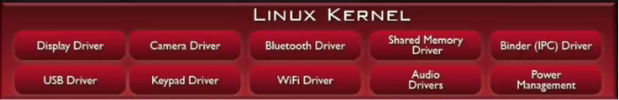 LINUX KERNEL
Display Driver
Camera Driver
Bluetooth Driver
Shared Memory
Driver
Binder (IPC) Driver
USB Driver
Keypad Driver
WiFi Driver
Audio
Drivers
Power
Management